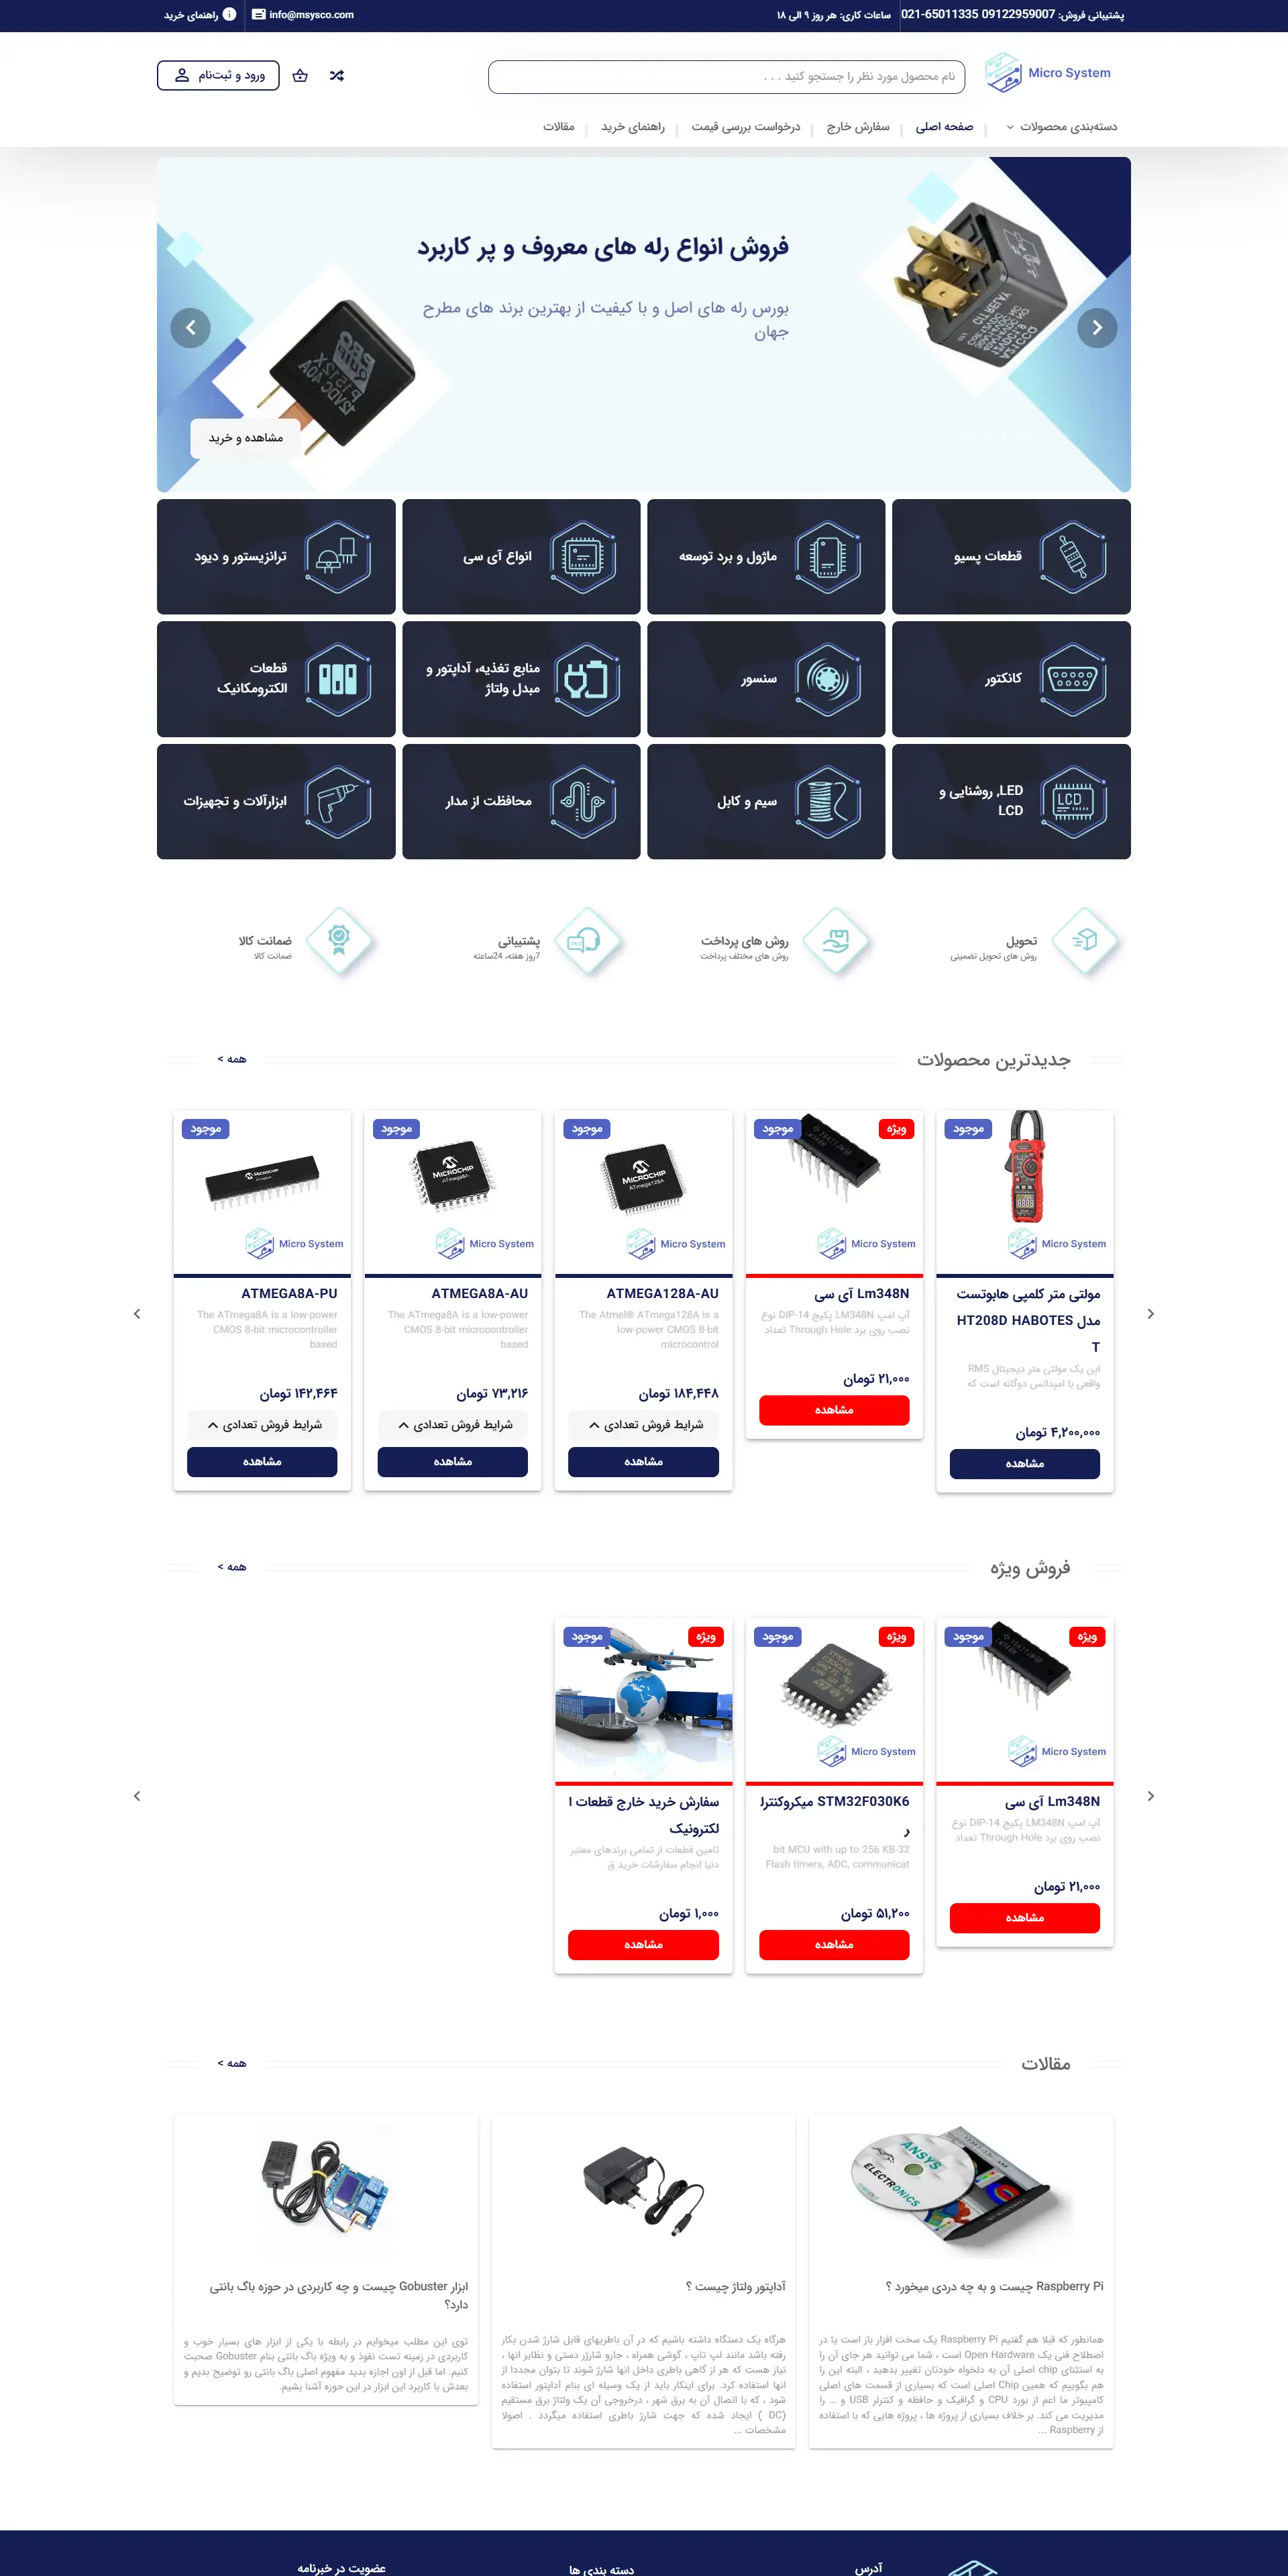 پشتیبانی فروش: 09122959007 021-65011335
ساعات کاری: هر روز ۹ الی ۱۸
info@msysco.com
راهنمای خرید
Micro System
نام محصول مورد نظر را جستجو کنید . . .
ورود و ثبت‌نام
دسته‌بندی محصولات
صفحه اصلی
سفارش خارج
درخواست بررسی قیمت
راهنمای خرید
مقالات
فروش انواع رله های معروف و پر کاربرد
بورس رله های اصل و با کیفیت از بهترین برند های مطرح
جهان
مشاهده و خرید
قطعات پسیو
ماژول و برد توسعه
انواع آی سی
ترانزیستور و دیود
کانکتور
سنسور
منابع تغذیه، آداپتور و
مبدل ولتاژ
قطعات
الکترومکانیک
LED, روشنایی و
LCD
سیم و کابل
محافظت از مدار
ابزارآلات و تجهیزات
تحویل
روش های تحویل تضمینی
روش های پرداخت
روش های مختلف پرداخت
پشتیبانی
7روز هفته، 24ساعته
ضمانت کالا
ضمانت کالا
جدیدترین محصولات
همه >
موجود
Micro System
مولتی متر کلمپی هابوتست
مدل HT208D HABOTES
T
این یک مولتی متر دیجیتال RMS
واقعی با امپدانس دوگانه است که
۴,۲۰۰,۰۰۰ تومان
مشاهده
ویژه
موجود
Micro System
Lm348N آی سی
آپ امپ LM348N پکیج DIP-14 نوع
نصب روی برد Through Hole تعداد
۲۱,۰۰۰ تومان
مشاهده
موجود
MICROCHIP
ATmega128A
Micro System
ATMEGA128A-AU
The Atmel® ATmega128A is a
low-power CMOS 8-bit
microcontrol
۱۸۴,۴۴۸ تومان
شرایط فروش تعدادی
مشاهده
موجود
MICROCHIP
ATmega8A
Micro System
ATMEGA8A-AU
The ATmega8A is a low-power
CMOS 8-bit microcontroller
based
۷۳,۲۱۶ تومان
شرایط فروش تعدادی
مشاهده
موجود
MICROCHIP
Micro System
ATMEGA8A-PU
The ATmega8A is a low-power
CMOS 8-bit microcontroller
based
۱۴۲,۴۶۴ تومان
شرایط فروش تعدادی
مشاهده
فروش ویژه
همه >
ویژه
موجود
Micro System
Lm348N آی سی
آپ امپ LM348N پکیج DIP-14 نوع
نصب روی برد Through Hole تعداد
۲۱,۰۰۰ تومان
مشاهده
ویژه
موجود
Micro System
STM32F030K6 میکروکنترل
ر
bit MCU with up to 256 KB-32
Flash timers, ADC, communicat
۵۱,۲۰۰ تومان
مشاهده
ویژه
موجود
سفارش خرید خارج قطعات ا
لکترونیک
تامین قطعات از تمامی برندهای معتبر
دنیا انجام سفارشات خرید ق
۱,۰۰۰ تومان
مشاهده
مقالات
همه >
ANSYS
ELECTRONICS
Raspberry Pi چیست و به چه دردی میخورد ؟
همانطور که قبلا هم گفتیم Raspberry Pi یک سخت افزار باز است یا در
اصطلاح فنی یک Open Hardware است ، شما می توانید هر جای آن را
به استثنای chip اصلی آن به دلخواه خودتان تغییر بدهید ، البته این را
هم بگوییم که همین Chip اصلی است که بسیاری از قسمت های اصلی
کامپیوتر ما اعم از بورد CPU و گرافیک و حافظه و کنترلر USB و ... را
مدیریت می کند. بر خلاف بسیاری از پروژه ها ، پروژه هایی که با استفاده
از Raspberry ...
آداپتور ولتاژ چیست ؟
هرگاه یک دستگاه داشته باشیم که در آن باطریهای قابل شارژ شدن بکار
رفته باشد مانند لپ تاپ ، گوشی همراه ، جارو شارژر دستی و نظایر انها ،
نیاز هست که هر از گاهی باطری داخل انها شارژ شوند تا بتوان مجددا از
انها استفاده کرد. برای اینکار باید از یک وسیله ای بنام آداپتور استفاده
شود ، که با اتصال آن به برق شهر ، درخروجی آن یک ولتاژ برق مستقیم
(DC ) ایجاد شده که جهت شارژ باطری استفاده میگردد . اصولا
مشخصات ...
ابزار Gobuster چیست و چه کاربردی در حوزه باگ بانتی
دارد؟
توی این مطلب میخوایم در رابطه با یکی از ابزار های بسیار خوب و
کاربردی در زمینه تست نفوذ و به ویژه باگ بانتی بنام Gobuster صحبت
کنیم. اما قبل از اون اجازه بدید مفهوم اصلی باگ بانتی رو توضیح بدیم و
بعدش با کاربرد این ابزار در این حوزه آشنا بشیم.
آدرس
دسته بندی ها
عضویت در خبرنامه